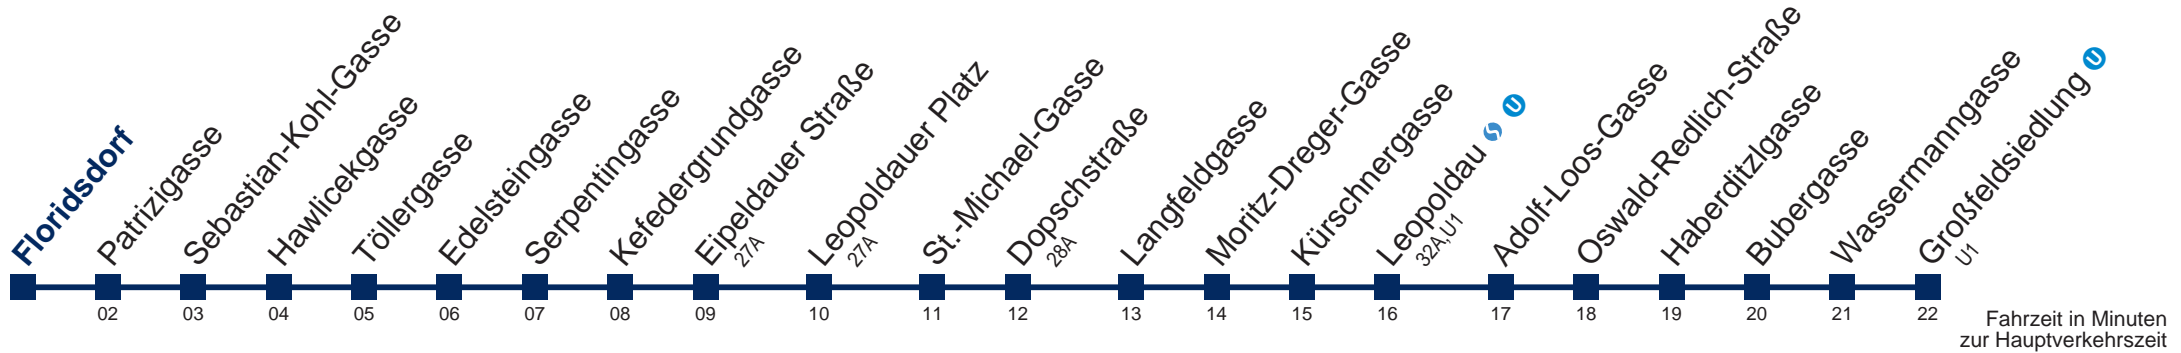 Floridsdorf
Patrizigasse
Sebastian-Kohl-Gasse
Hawlicekgasse
Töllergasse
Edelsteingasse
Serpentingasse
Kefedergrundgasse
Eipeldauer Straße
27A
Leopoldauer Platz
27A
St.-Michael-Gasse
Dopschstraße
28A
Langfeldgasse
Moritz-Dreger-Gasse
Kürschnergasse
Leopoldau U
32A,U1
Adolf-Loos-Gasse
Oswald-Redlich-Straße
Haberditzlgasse
Bubergasse
Wassermanngasse
Großfeldsiedlung U
U1
02 03 04 05 06 07 08 09 10 11 12 13 14 15 16 17 18 19 20 21 22
Fahrzeit in Minuten
zur Hauptverkehrszeit